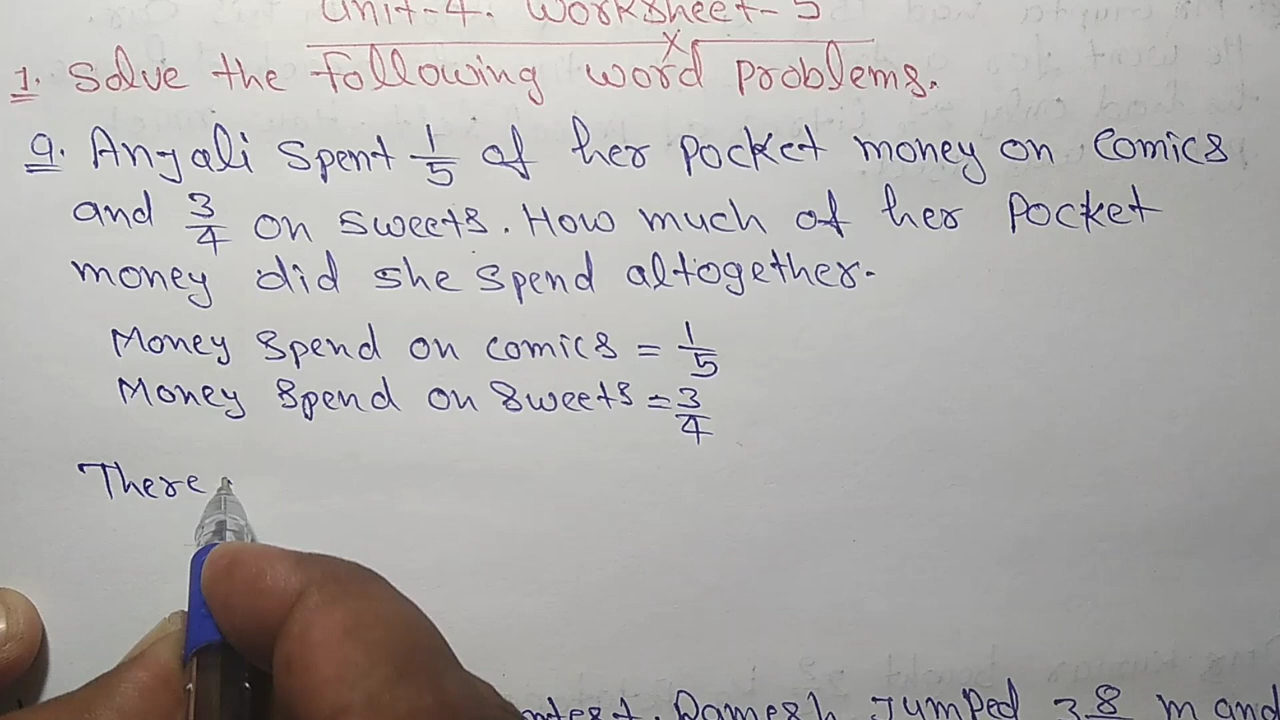 Unit-4. Worksheet-5
1. Solve the following word problems.
a. Anjali Spent 1/5 of her Pocket money on Comics
and 3/4 on sweets. How much of her Pocket
money did she spend altogether.
Money Spend on comics = 1/5
Money Spend on Sweets = 3/4
There
Ramesh Jumped 3 8 m and